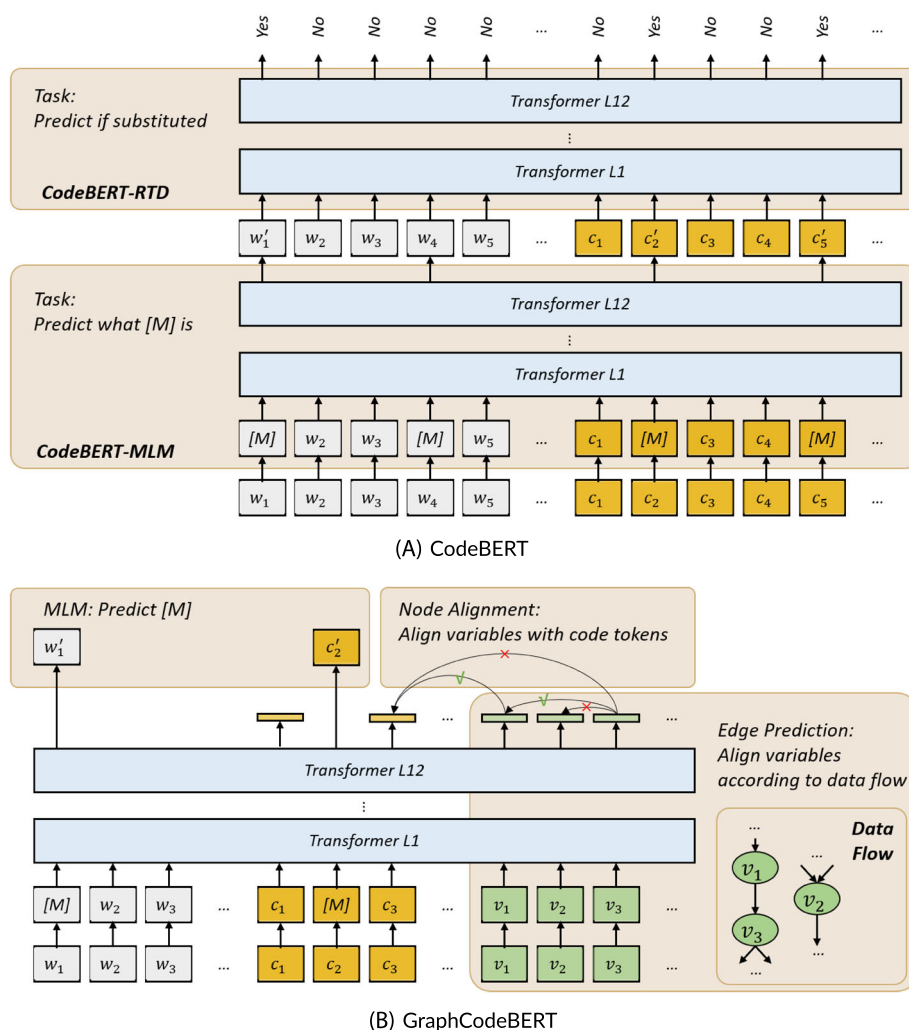 Yes No No No No ... No Yes No No Yes ...
Task:
Predict if substituted
Transformer L12
⋮
Transformer L1
CodeBERT-RTD
w₁′ w₂ w₃ w₄ w₅ ... c₁ c₂′ c₃ c₄ c₅′ ...
Task:
Predict what [M] is
Transformer L12
⋮
Transformer L1
CodeBERT-MLM
[M] w₂ w₃ [M] w₅ ... c₁ [M] c₃ c₄ [M] ...
w₁ w₂ w₃ w₄ w₅ ... c₁ c₂ c₃ c₄ c₅ ...
(A) CodeBERT
MLM: Predict [M]
w₁′ c₂′
Node Alignment:
Align variables with code tokens
... ...
Edge Prediction:
Align variables
according to data flow
Transformer L12
⋮
Transformer L1
Data
Flow
... ...
v₁
v₂
v₃
... 
[M] w₂ w₃ ... c₁ [M] c₃ ... v₁ v₂ v₃ ...
w₁ w₂ w₃ ... c₁ c₂ c₃ ... v₁ v₂ v₃ ...
(B) GraphCodeBERT